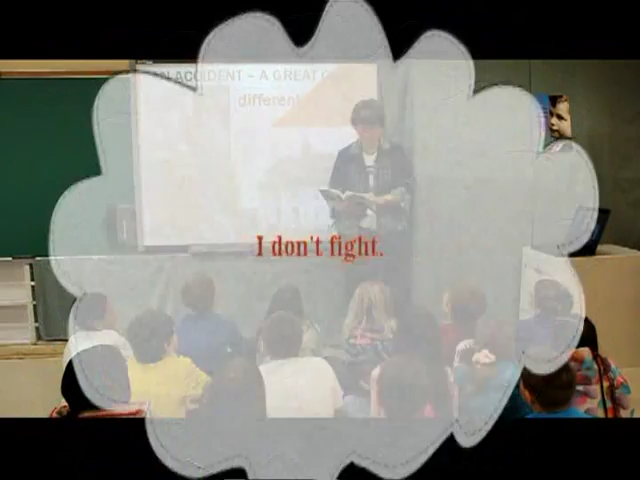 AN ACCIDENT – A GREAT
different
I don't fight.